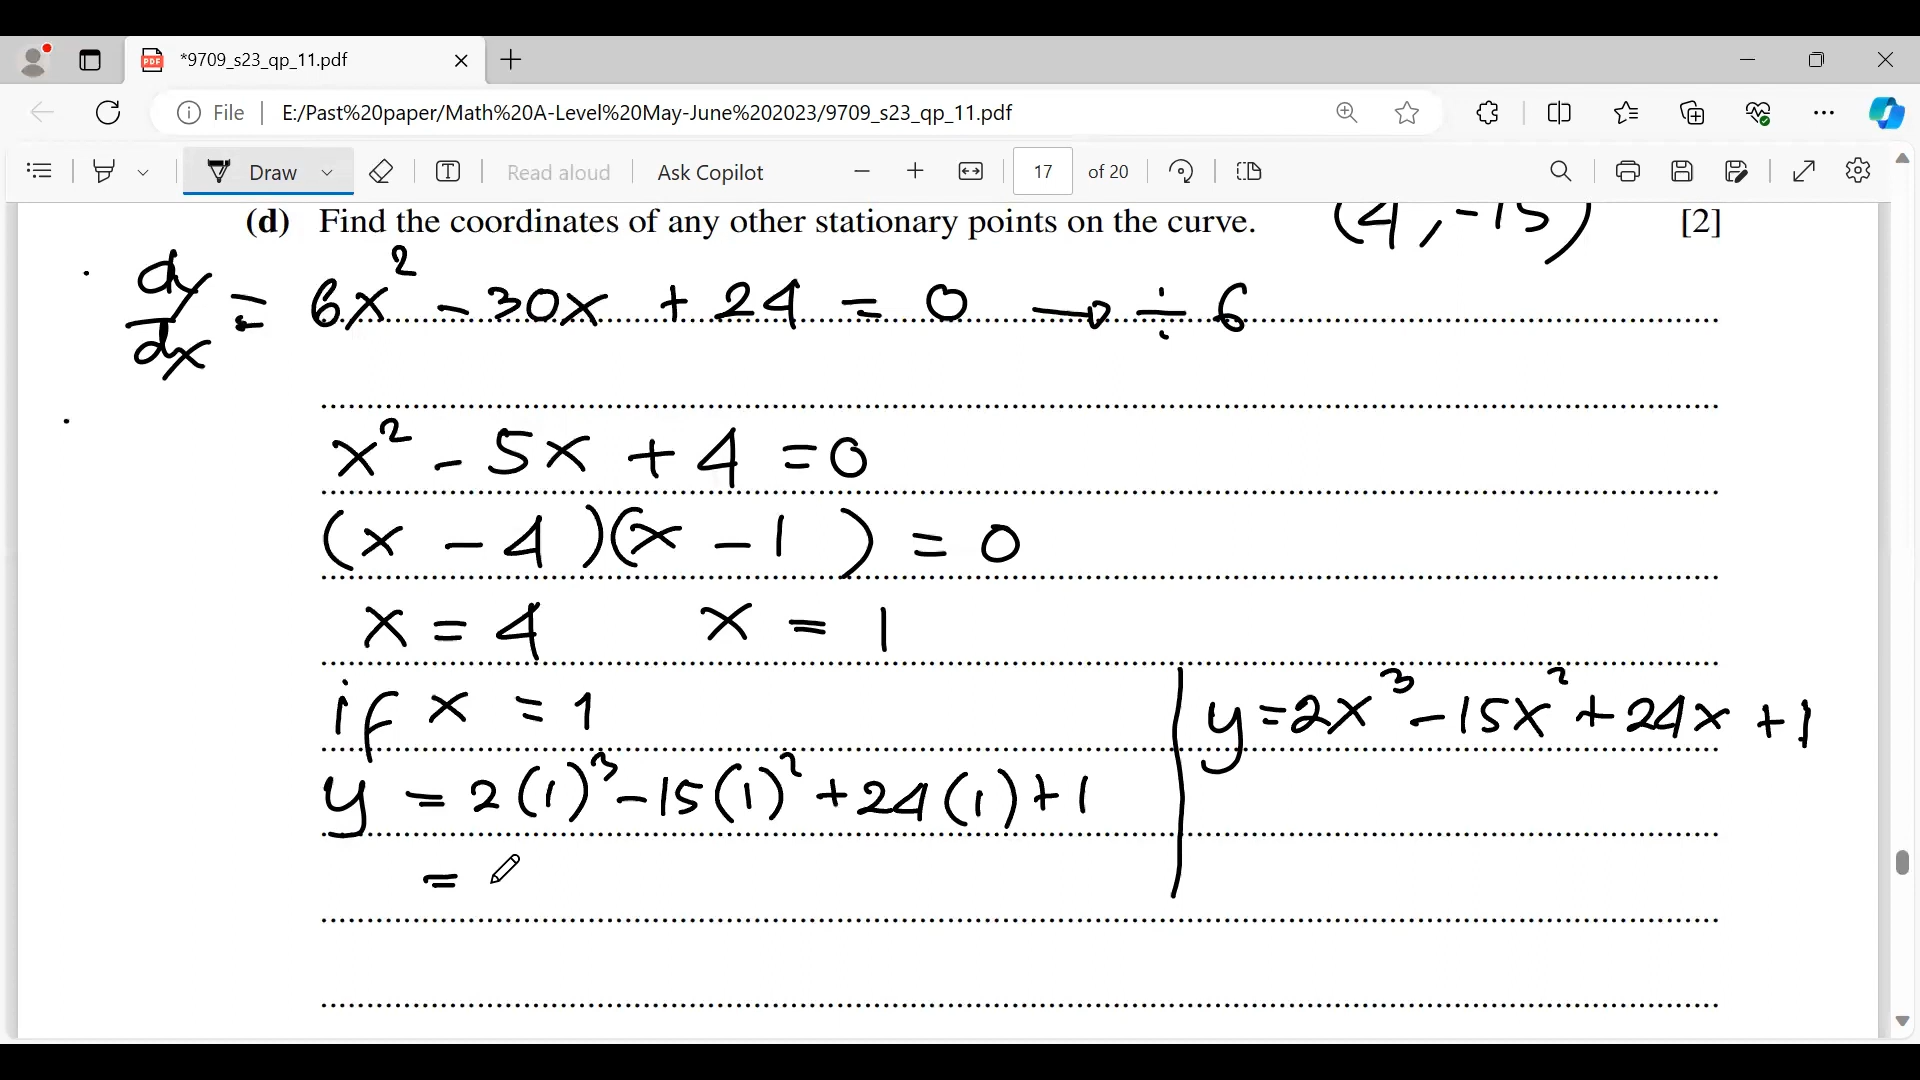 *9709_s23_qp_11.pdf
File E:/Past%20paper/Math%20A-Level%20May-June%202023/9709_s23_qp_11.pdf
Draw Read aloud Ask Copilot 17 of 20
(d) Find the coordinates of any other stationary points on the curve. (4, -15) [2]
dy/dx = 6x² - 30x + 24 = 0 → ÷ 6
x² - 5x + 4 = 0
(x - 4)(x - 1) = 0
x = 4 x = 1
if x = 1
y = 2x³ - 15x² + 24x + 1
y = 2(1)³ - 15(1)² + 24(1) + 1
=